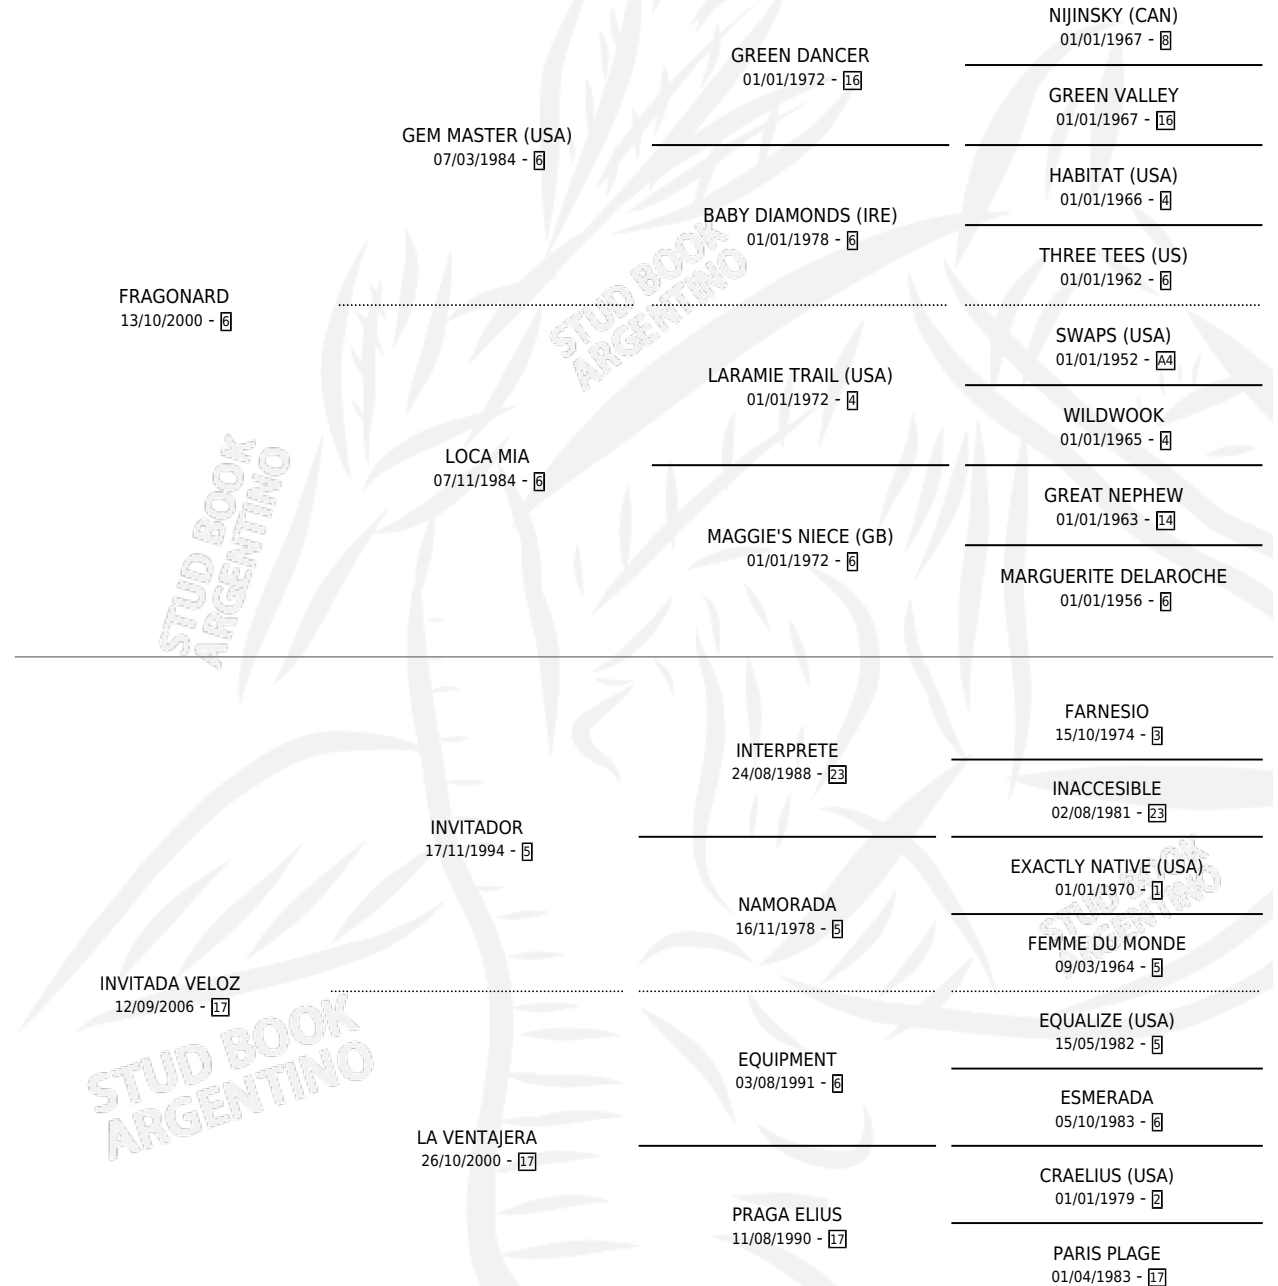 NIJINSKY (CAN)
01/01/1967 - 8
GREEN DANCER
01/01/1972 - 16
GREEN VALLEY
01/01/1967 - 16
GEM MASTER (USA)
07/03/1984 - 6
HABITAT (USA)
01/01/1966 - 4
BABY DIAMONDS (IRE)
01/01/1978 - 6
THREE TEES (US)
01/01/1962 - 6
FRAGONARD
13/10/2000 - 6
SWAPS (USA)
01/01/1952 - A4
LARAMIE TRAIL (USA)
01/01/1972 - 4
WILDWOOK
01/01/1965 - 4
LOCA MIA
07/11/1984 - 6
GREAT NEPHEW
01/01/1963 - 14
MAGGIE'S NIECE (GB)
01/01/1972 - 6
MARGUERITE DELAROCHE
01/01/1956 - 6
STUD BOOK
ARGENTINO
STUD BOOK
ARGENTINO
FARNESIO
15/10/1974 - 3
INTERPRETE
24/08/1988 - 23
INACCESIBLE
02/08/1981 - 23
INVITADOR
17/11/1994 - 5
EXACTLY NATIVE (USA)
01/01/1970 - 1
NAMORADA
16/11/1978 - 5
FEMME DU MONDE
09/03/1964 - 5
STUD BOOK
ARGENTINO
INVITADA VELOZ
12/09/2006 - 17
EQUALIZE (USA)
15/05/1982 - 5
EQUIPMENT
03/08/1991 - 6
ESMERADA
05/10/1983 - 6
STUD BOOK
ARGENTINO
LA VENTAJERA
26/10/2000 - 17
CRAELIUS (USA)
01/01/1979 - 2
PRAGA ELIUS
11/08/1990 - 17
PARIS PLAGE
01/04/1983 - 17